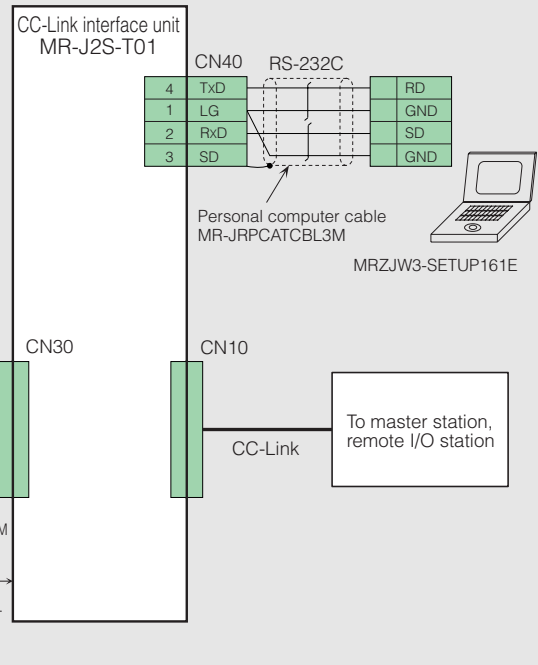 CC-Link interface unit
MR-J2S-T01
CN40
RS-232C
4 TxD RD
1 LG GND
2 RxD SD
3 SD GND
Personal computer cable
MR-JRPCATCBL3M
MRZJW3-SETUP161E
CN30
CN10
To master station,
remote I/O station
CC-Link
M